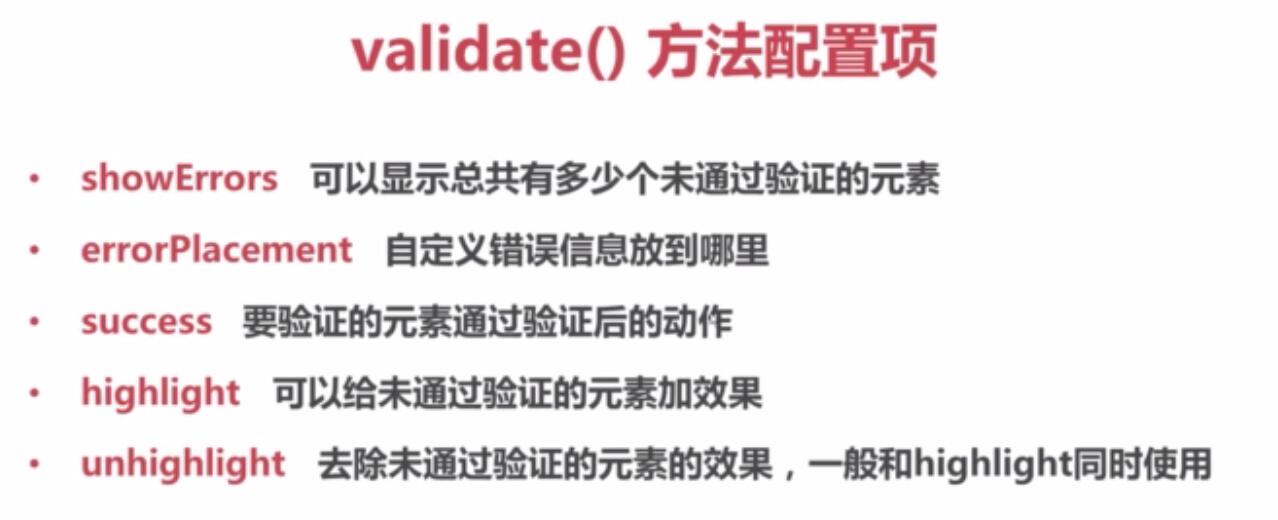 validate() 方法配置项
• showErrors 可以显示总共有多少个未通过验证的元素
• errorPlacement 自定义错误信息放到哪里
• success 要验证的元素通过验证后的动作
• highlight 可以给未通过验证的元素加效果
• unhighlight 去除未通过验证的元素的效果，一般和highlight同时使用